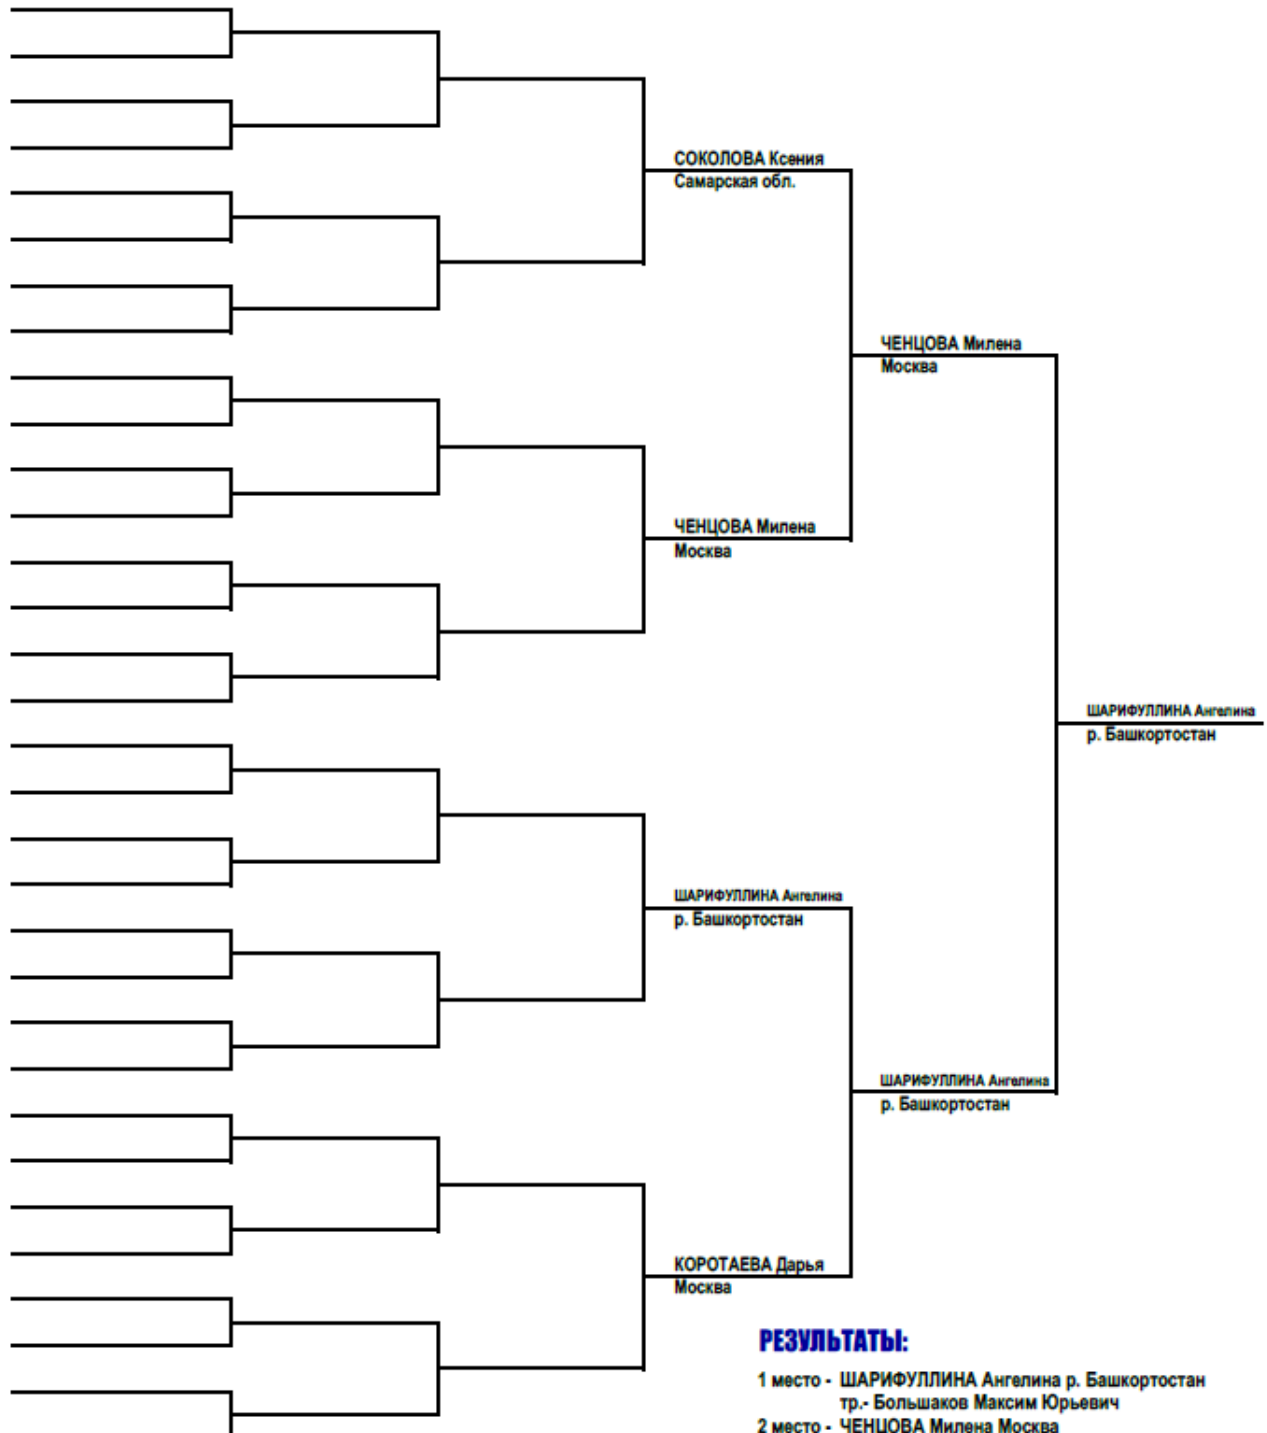 СОКОЛОВА Ксения
Самарская обл.
ЧЕНЦОВА Милена
Москва
ЧЕНЦОВА Милена
Москва
ШАРИФУЛЛИНА Ангелина
р. Башкортостан
ШАРИФУЛЛИНА Ангелина
р. Башкортостан
ШАРИФУЛЛИНА Ангелина
р. Башкортостан
КОРОТАЕВА Дарья
Москва
РЕЗУЛЬТАТЫ:
1 место - ШАРИФУЛЛИНА Ангелина р. Башкортостан
тр.- Большаков Максим Юрьевич
2 место - ЧЕНЦОВА Милена Москва